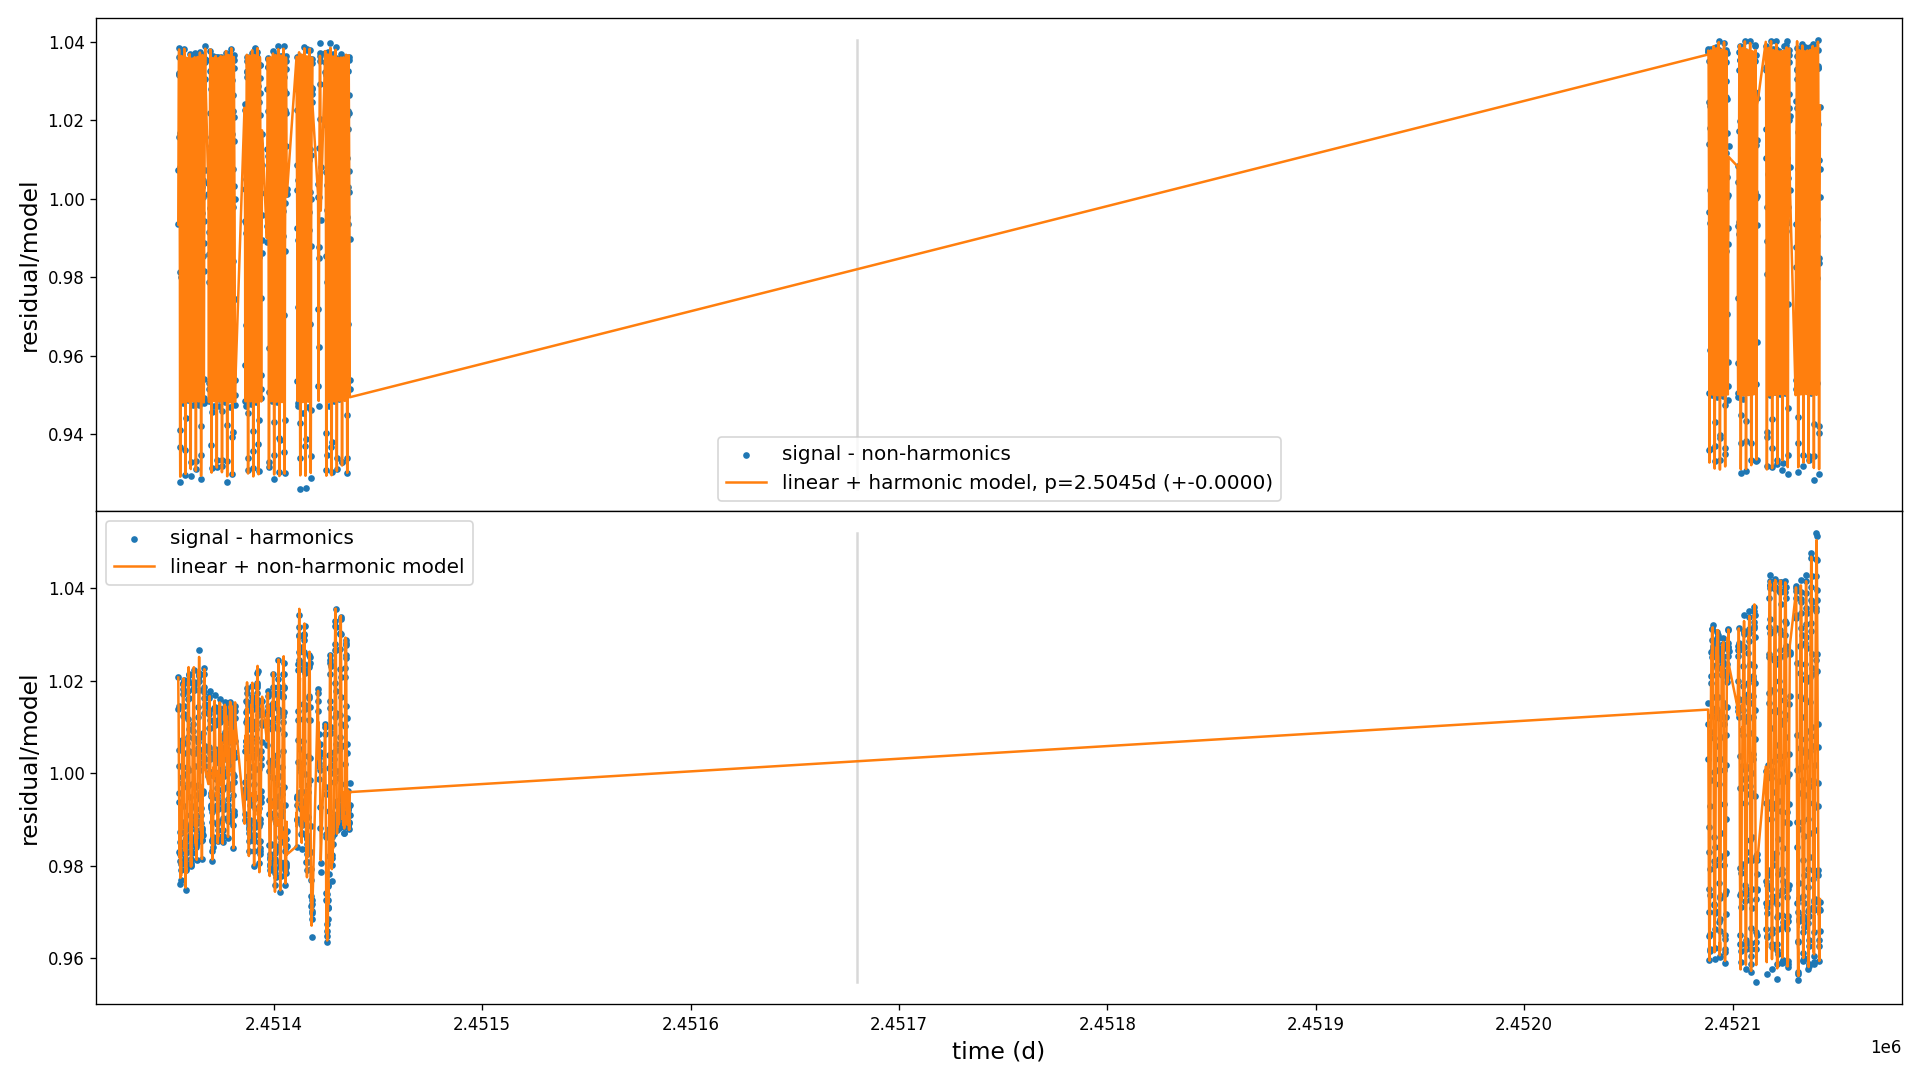 1.04
1.02
1.00
0.98
0.96
0.94
residual/model
signal - non-harmonics
linear + harmonic model, p=2.5045d (+-0.0000)
signal - harmonics
linear + non-harmonic model
1.04
1.02
1.00
0.98
0.96
residual/model
2.4514
2.4515
2.4516
2.4517
2.4518
2.4519
2.4520
2.4521
1e6
time (d)